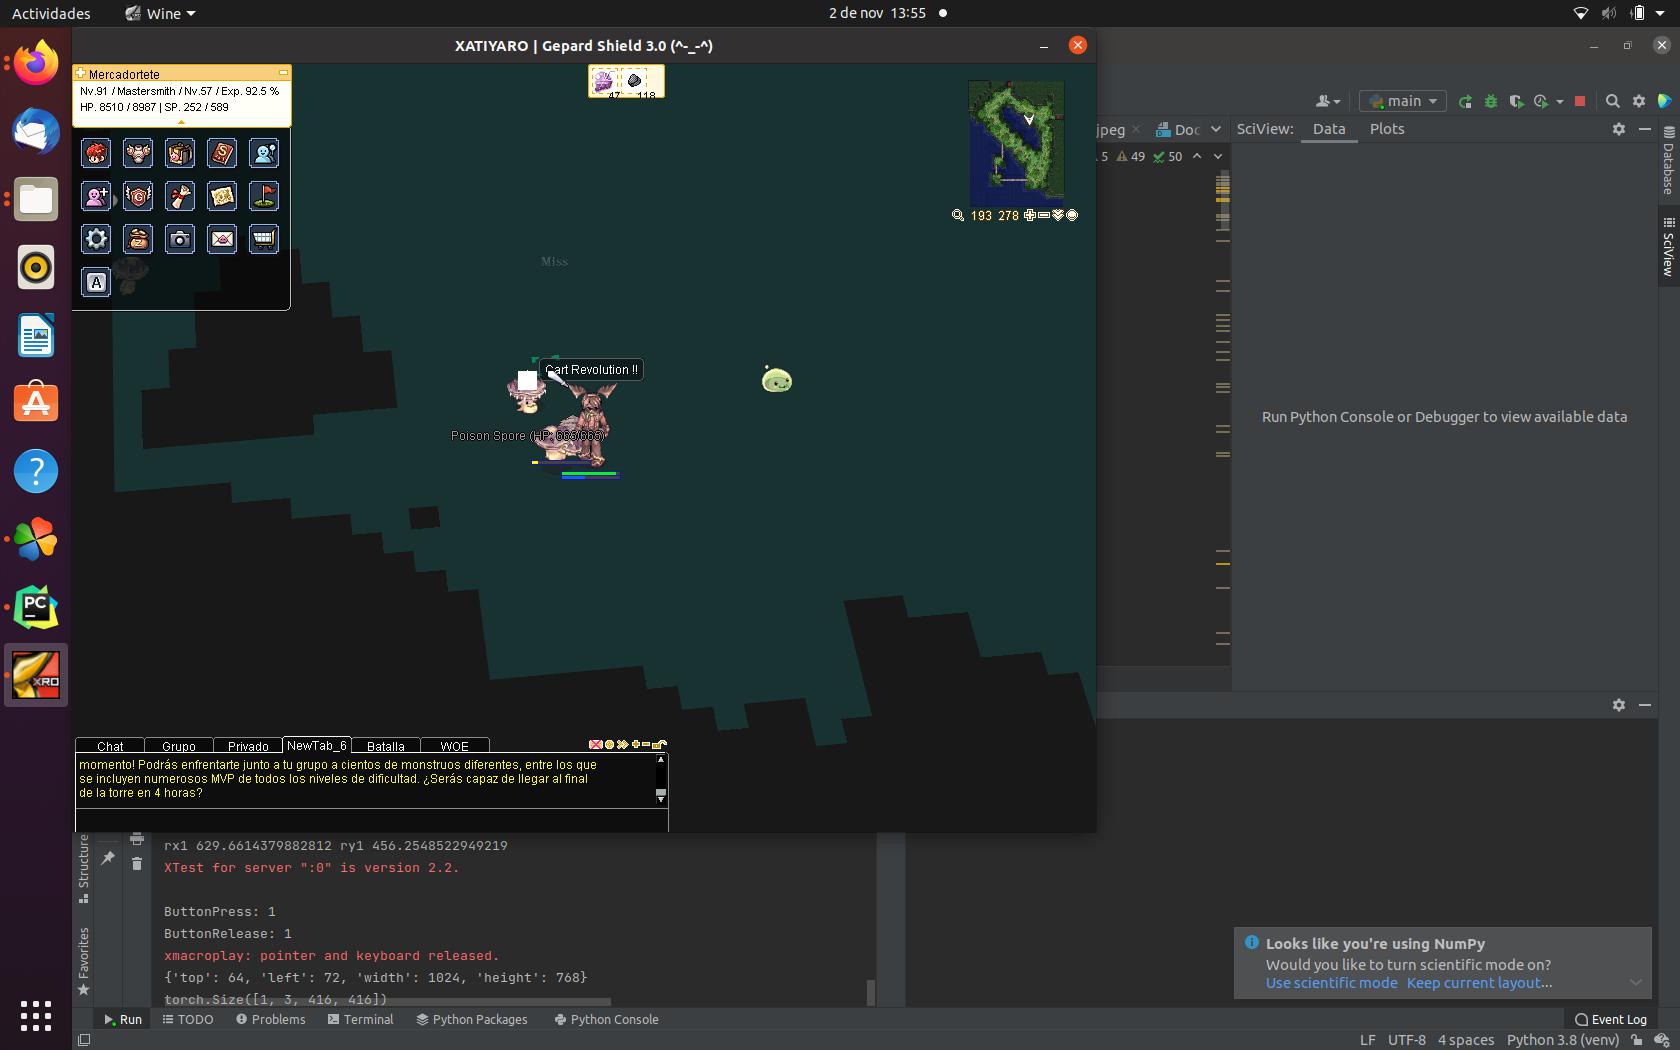 Actividades
Wine
2 de nov 13:55
XATIYARO | Gepard Shield 3.0 (^-_-^)
Mercadortete
Nv.91 / Mastersmith / Nv.57 / Exp. 92.5 %
HP. 8510 / 8987 | SP. 252 / 589
47
118
193 278
A
Miss
Cart Revolution !!
Poison Spore (HP: 665/665)
Chat
Grupo
Privado
NewTab_6
Batalla
WOE
momento! Podrás enfrentarte junto a tu grupo a cientos de monstruos diferentes, entre los que
se incluyen numerosos MVP de todos los niveles de dificultad. ¿Serás capaz de llegar al final
de la torre en 4 horas?
main
jpeg
Doc
SciView:
Data
Plots
5
49
50
Database
SciView
Run Python Console or Debugger to view available data
PC
XRO
Structure
Favorites
rx1 629.6614379882812 ry1 456.2548522949219
XTest for server ":0" is version 2.2.
ButtonPress: 1
ButtonRelease: 1
xmacroplay: pointer and keyboard released.
{'top': 64, 'left': 72, 'width': 1024, 'height': 768}
torch.Size([1, 3, 416, 416])
Looks like you're using NumPy
Would you like to turn scientific mode on?
Use scientific mode Keep current layout...
Run
TODO
Problems
Terminal
Python Packages
Python Console
Event Log
LF UTF-8 4 spaces Python 3.8 (venv)